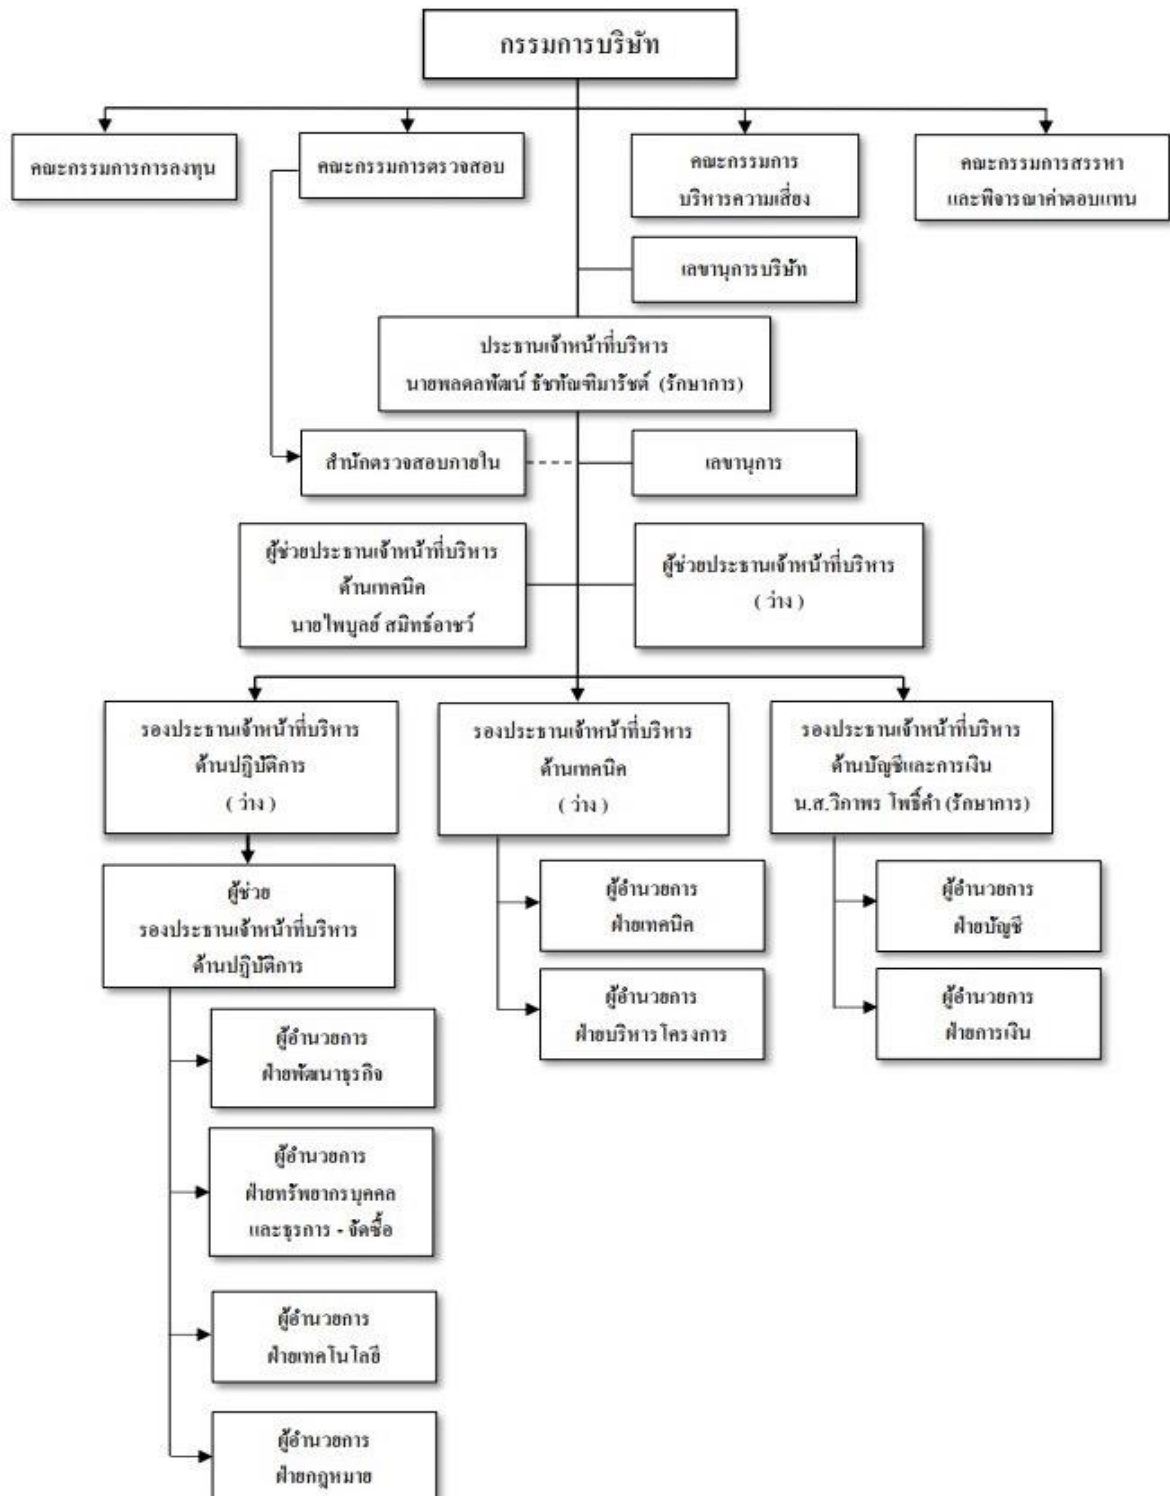 กรรมการบริษัท
คณะกรรมการการลงทุน
คณะกรรมการตรวจสอบ
คณะกรรมการ
บริหารความเสี่ยง
คณะกรรมการสรรหา
และพิจารณาค่าตอบแทน
เลขานุการบริษัท
ประธานเจ้าหน้าที่บริหาร
นายพลดลพัฒน์ ธัชทัณฑิมารัชต์ (รักษาการ)
สำนักตรวจสอบภายใน
เลขานุการ
ผู้ช่วยประธานเจ้าหน้าที่บริหาร
ด้านเทคนิค
นายไพบูลย์ สมิทธ์อาชว์
ผู้ช่วยประธานเจ้าหน้าที่บริหาร
( ว่าง )
รองประธานเจ้าหน้าที่บริหาร
ด้านปฏิบัติการ
( ว่าง )
รองประธานเจ้าหน้าที่บริหาร
ด้านเทคนิค
( ว่าง )
รองประธานเจ้าหน้าที่บริหาร
ด้านบัญชีและการเงิน
น.ส.วิภาพร โพธิ์คำ (รักษาการ)
ผู้ช่วย
รองประธานเจ้าหน้าที่บริหาร
ด้านปฏิบัติการ
ผู้อำนวยการ
ฝ่ายเทคนิค
ผู้อำนวยการ
ฝ่ายบัญชี
ผู้อำนวยการ
ฝ่ายบริหารโครงการ
ผู้อำนวยการ
ฝ่ายการเงิน
ผู้อำนวยการ
ฝ่ายพัฒนาธุรกิจ
ผู้อำนวยการ
ฝ่ายทรัพยากรบุคคล
และธุรการ - จัดซื้อ
ผู้อำนวยการ
ฝ่ายเทคโนโลยี
ผู้อำนวยการ
ฝ่ายกฎหมาย